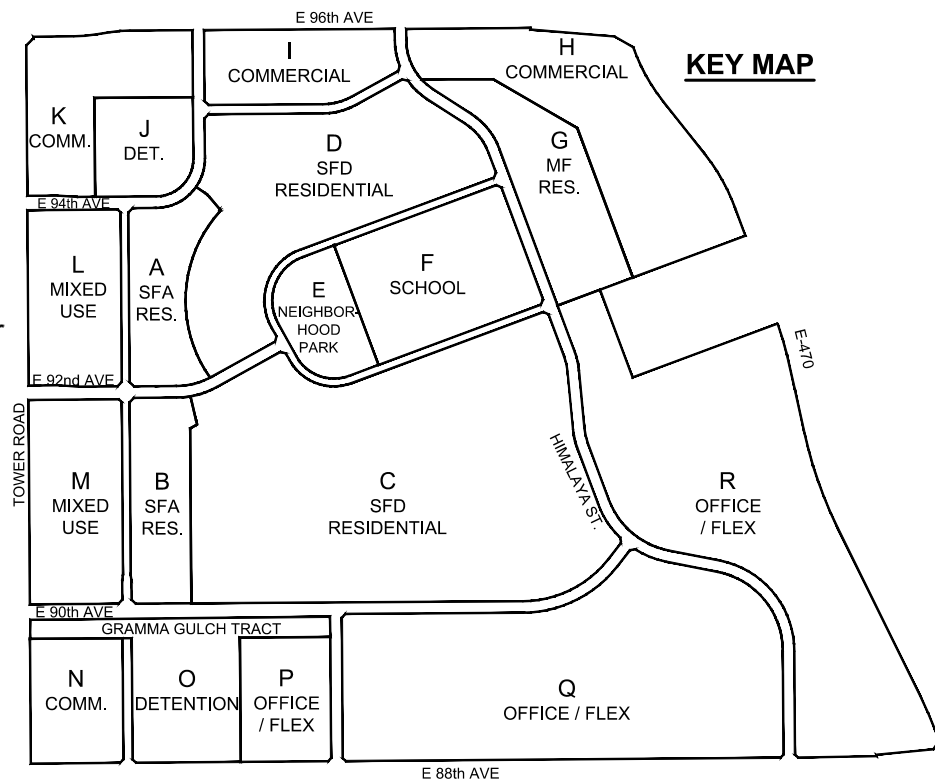 E 96th AVE
KEY MAP
I
COMMERCIAL
H
COMMERCIAL
K
COMM.
J
DET.
D
SFD
RESIDENTIAL
G
MF
RES.
E 94th AVE
L
MIXED
USE
A
SFA
RES.
E
NEIGHBOR-
HOOD
PARK
F
SCHOOL
E-470
E 92nd AVE
TOWER ROAD
M
MIXED
USE
B
SFA
RES.
C
SFD
RESIDENTIAL
HIMALAYA ST.
R
OFFICE
/ FLEX
E 90th AVE
GRAMMA GULCH TRACT
N
COMM.
O
DETENTION
P
OFFICE
/ FLEX
Q
OFFICE / FLEX
E 88th AVE